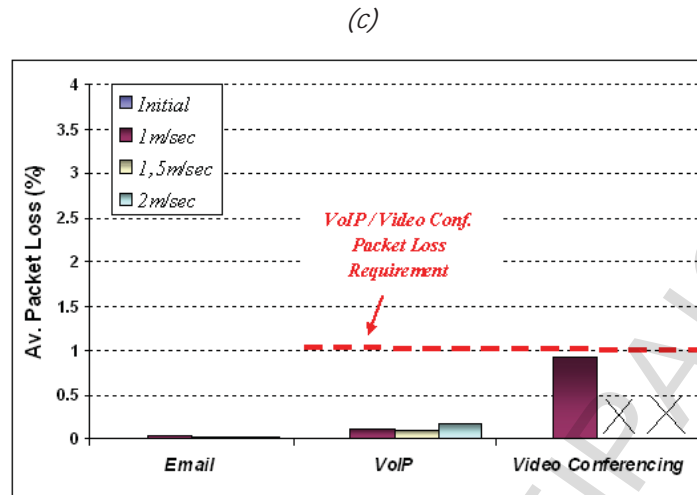 (c)
Av. Packet Loss (%)
4
3.5
3
2.5
2
1.5
1
0.5
0
Initial
1m/sec
1,5m/sec
2m/sec
VoIP / Video Conf.
Packet Loss
Requirement
Email
VoIP
Video Conferencing